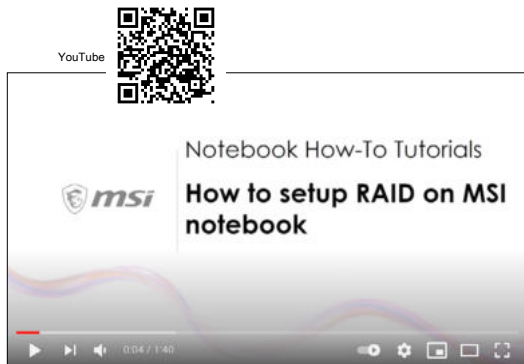 YouTube
Notebook How-To Tutorials
msi
How to setup RAID on MSI
notebook
0:04 / 1:40